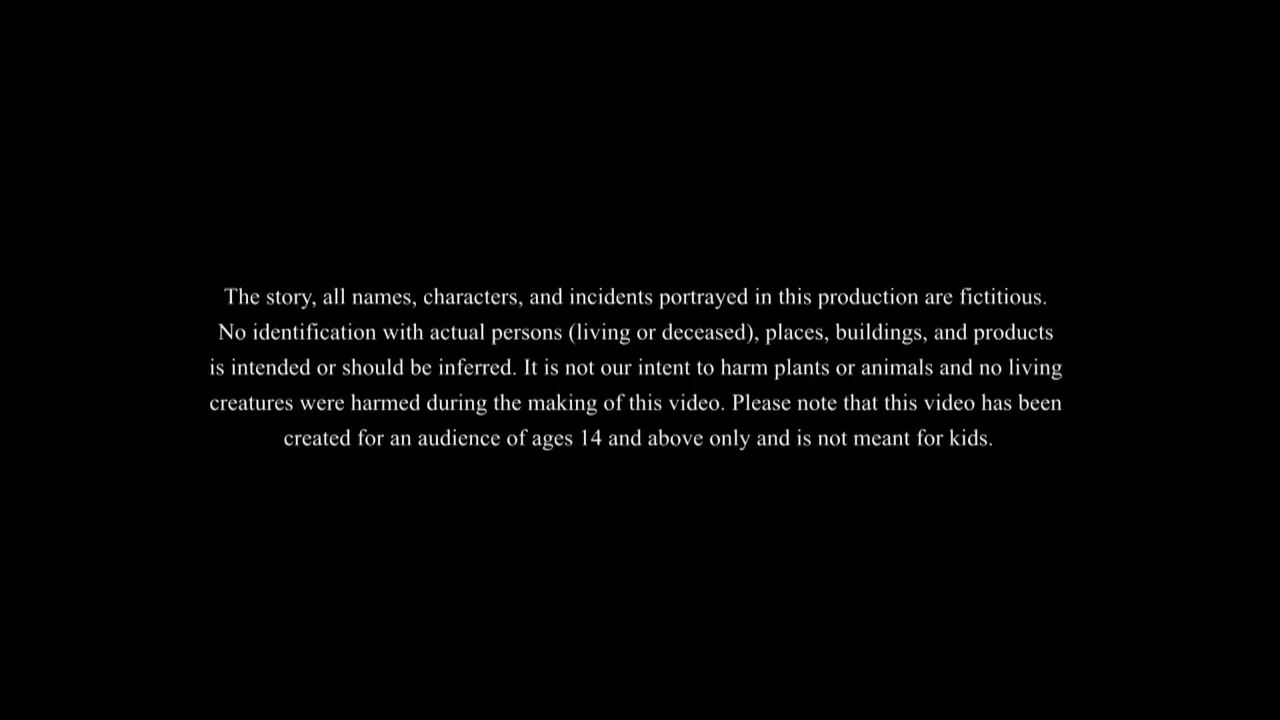 The story, all names, characters, and incidents portrayed in this production are fictitious.
No identification with actual persons (living or deceased), places, buildings, and products
is intended or should be inferred. It is not our intent to harm plants or animals and no living
creatures were harmed during the making of this video. Please note that this video has been
created for an audience of ages 14 and above only and is not meant for kids.